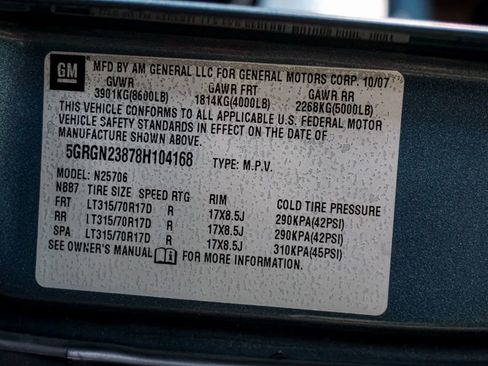 GM
MFD BY AM GENERAL LLC FOR GENERAL MOTORS CORP. 10/07
GVWR GAWR FRT GAWR RR
3901KG(8600LB) 1814KG(4000LB) 2268KG(5000LB)
THIS VEHICLE CONFORMS TO ALL APPLICABLE U.S. FEDERAL MOTOR
VEHICLE SAFETY STANDARDS IN EFFECT ON THE DATE OF
MANUFACTURE SHOWN ABOVE.
5GRGN23878H104168 TYPE: M.P.V.
MODEL: N25706
NBB7 TIRE SIZE SPEED RTG RIM COLD TIRE PRESSURE
FRT LT315/70R17D R 17X8.5J 290KPA(42PSI)
RR LT315/70R17D R 17X8.5J 290KPA(42PSI)
SPA LT315/70R17D R 17X8.5J 310KPA(45PSI)
SEE OWNER'S MANUAL FOR MORE INFORMATION.